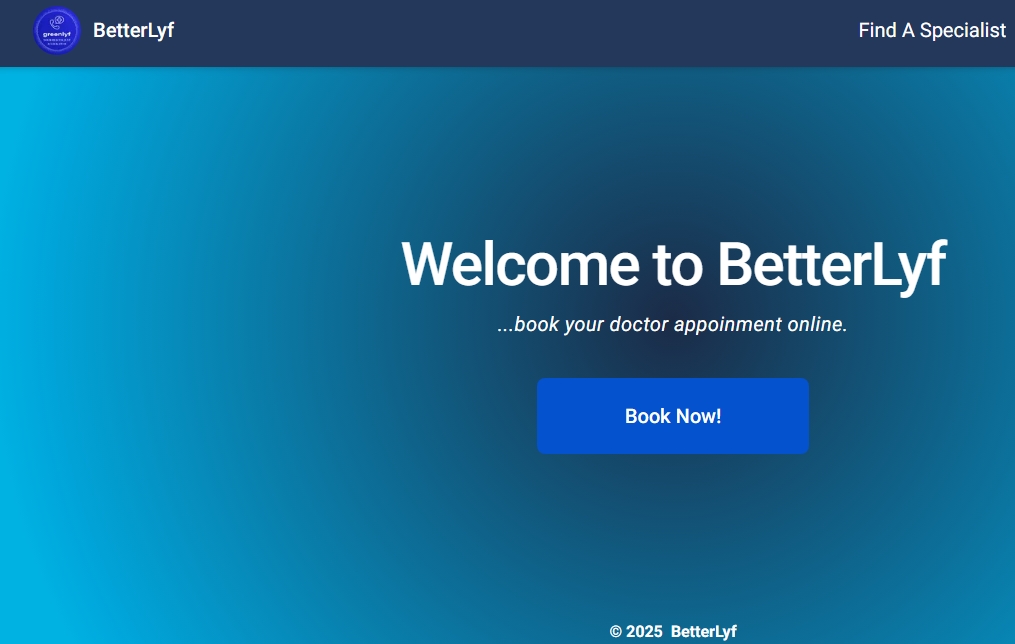 greenlyf
BetterLyf
Find A Specialist
Welcome to BetterLyf
...book your doctor appoinment online.
Book Now!
© 2025 BetterLyf